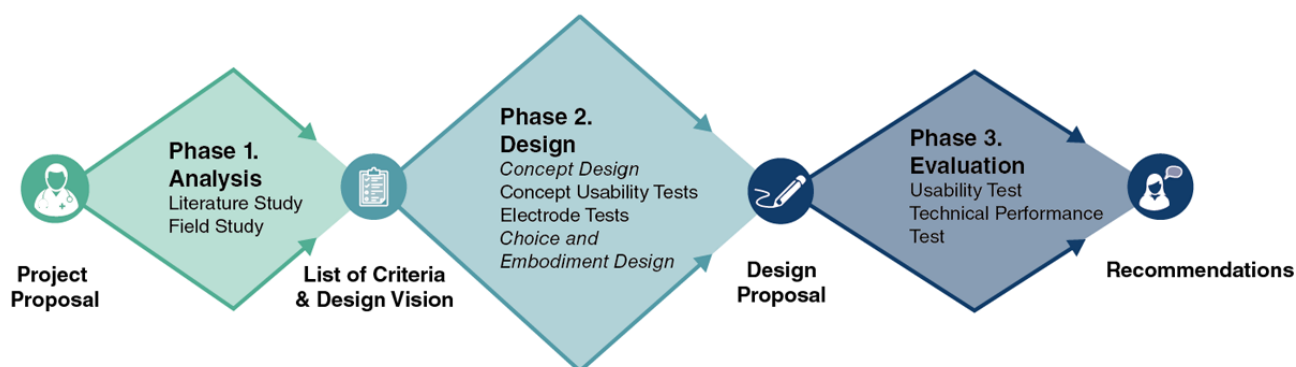 Project
Proposal
Phase 1.
Analysis
Literature Study
Field Study
List of Criteria
& Design Vision
Phase 2.
Design
Concept Design
Concept Usability Tests
Electrode Tests
Choice and
Embodiment Design
Design
Proposal
Phase 3.
Evaluation
Usability Test
Technical Performance
Test
Recommendations